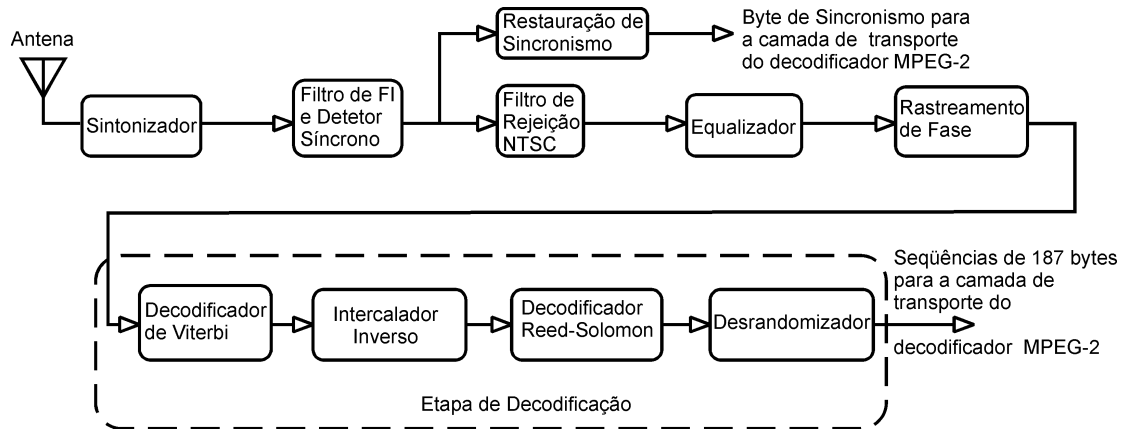 Antena
Sintonizador
Filtro de FI
e Detetor
Síncrono
Restauração de
Sincronismo
Byte de Sincronismo para
a camada de transporte
do decodificador MPEG-2
Filtro de
Rejeição
NTSC
Equalizador
Rastreamento
de Fase
Decodificador
de Viterbi
Intercalador
Inverso
Decodificador
Reed-Solomon
Desrandomizador
Seqüências de 187 bytes
para a camada de
transporte do
decodificador MPEG-2
Etapa de Decodificação